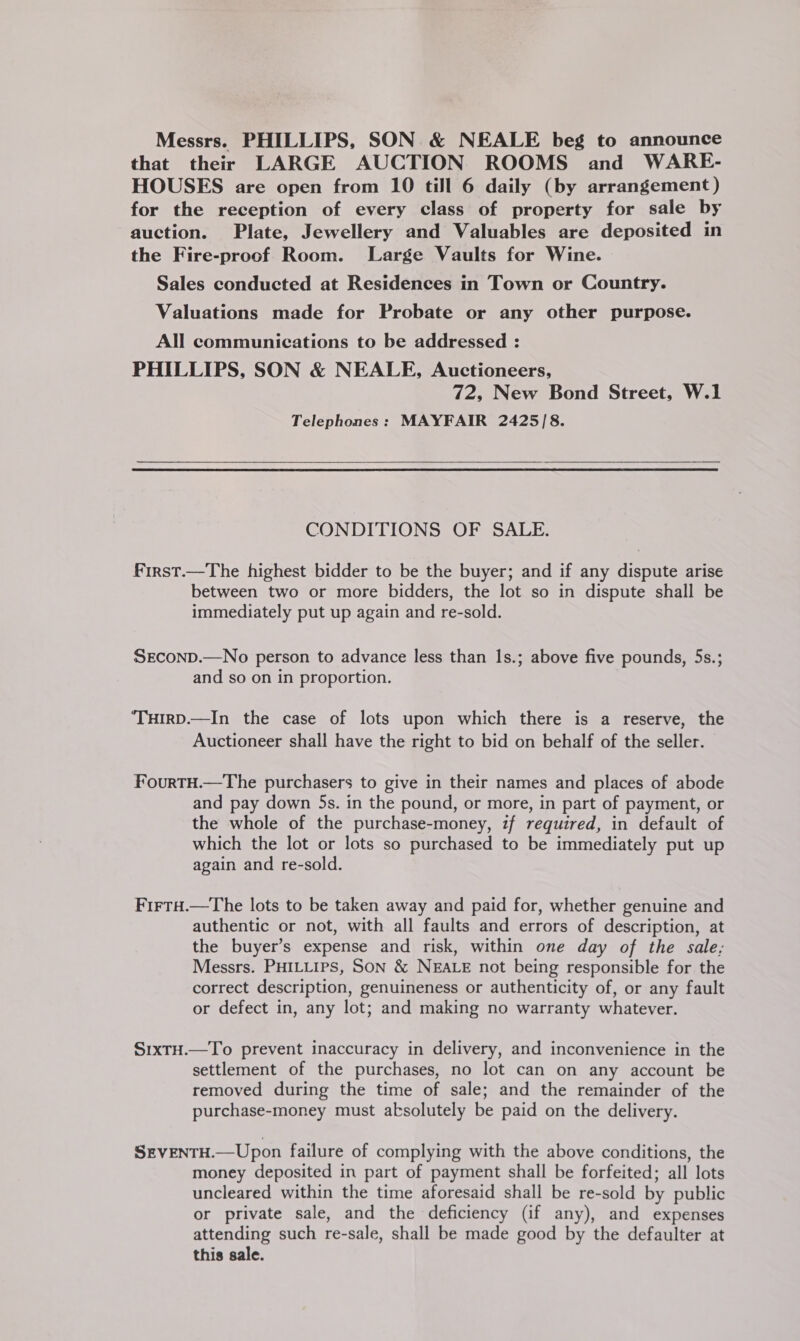 Messrs. PHILLIPS, SON & NEALE beg to announce
that their LARGE AUCTION ROOMS and WARE-
HOUSES are open from 10 till 6 daily (by arrangement)
for the reception of every class of property for sale by
auction. Plate, Jewellery and Valuables are deposited in
the Fire-proof Room. Large Vaults for Wine.
Sales conducted at Residences in Town or Country.
Valuations made for Probate or any other purpose.
All communications to be addressed :
PHILLIPS, SON & NEALE, Auctioneers,
72, New Bond Street, W.1
Telephones : MAYFAIR 2425/8.
CONDITIONS OF SALE.
FIRST.—The highest bidder to be the buyer; and if any dispute arise
between two or more bidders, the lot so in dispute shall be
immediately put up again and re-sold.
SECOND.—No person to advance less than 1s.; above five pounds, 5s.;
and so on in proportion.
THIRD.—In the case of lots upon which there is a reserve, the
Auctioneer shall have the right to bid on behalf of the seller.
FOURTH.—The purchasers to give in their names and places of abode
and pay down 5s. in the pound, or more, in part of payment, or
the whole of the purchase-money, if required, in default of
which the lot or lots so purchased to be immediately put up
again and re-sold.
FIFTH.—The lots to be taken away and paid for, whether genuine and
authentic or not, with all faults and errors of description, at
the buyer's expense and risk, within one day of the sale;
Messrs. PHILLIPS, SON & NEALE not being responsible for the
correct description, genuineness or authenticity of, or any fault
or defect in, any lot; and making no warranty whatever.
SIXTH.—To prevent inaccuracy in delivery, and inconvenience in the
settlement of the purchases, no lot can on any account be
removed during the time of sale; and the remainder of the
purchase-money must absolutely be paid on the delivery.
SEVENTH.—Upon failure of complying with the above conditions, the
money deposited in part of payment shall be forfeited; all lots
uncleared within the time aforesaid shall be re-sold by public
or private sale, and the deficiency (if any), and expenses
attending such re-sale, shall be made good by the defaulter at
this sale.